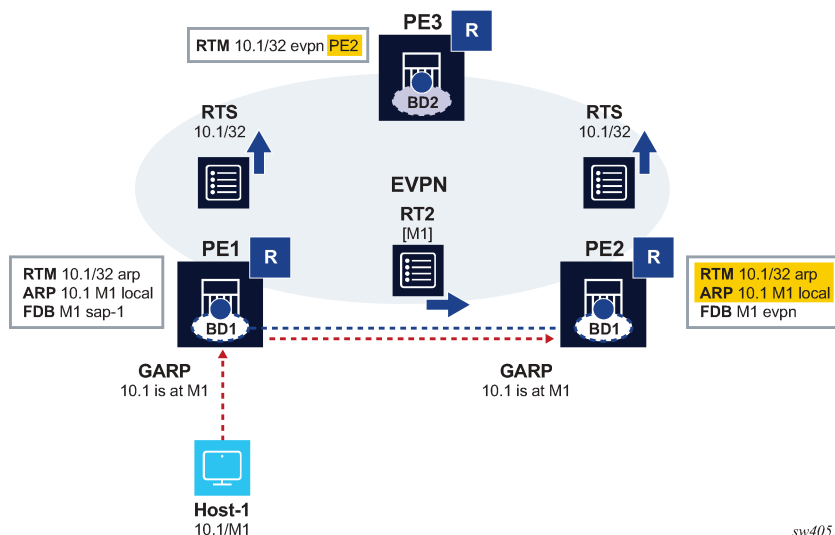 PE3
R
RTM 10.1/32 evpn PE2
BD2
RTS
10.1/32
RTS
10.1/32
EVPN
RT2
[M1]
PE1
R
PE2
R
RTM 10.1/32 arp
ARP 10.1 M1 local
FDB M1 sap-1
BD1
BD1
RTM 10.1/32 arp
ARP 10.1 M1 local
FDB M1 evpn
GARP
10.1 is at M1
GARP
10.1 is at M1
Host-1
10.1/M1
sw405